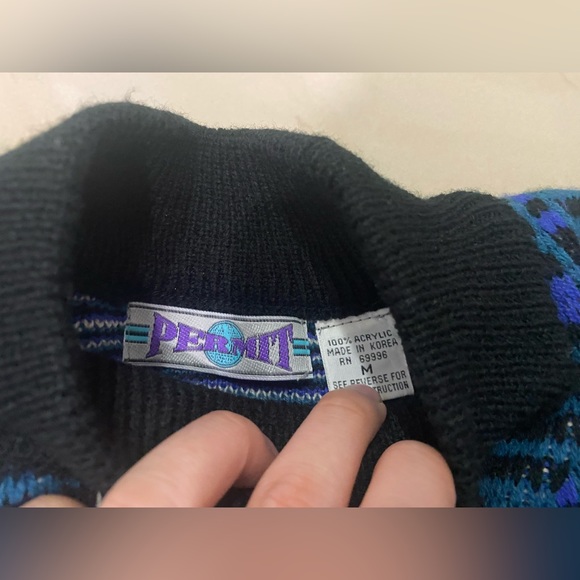 PERMIT
100% ACRYLIC
MADE IN KOREA
RN 69996
M
SEE REVERSE FOR